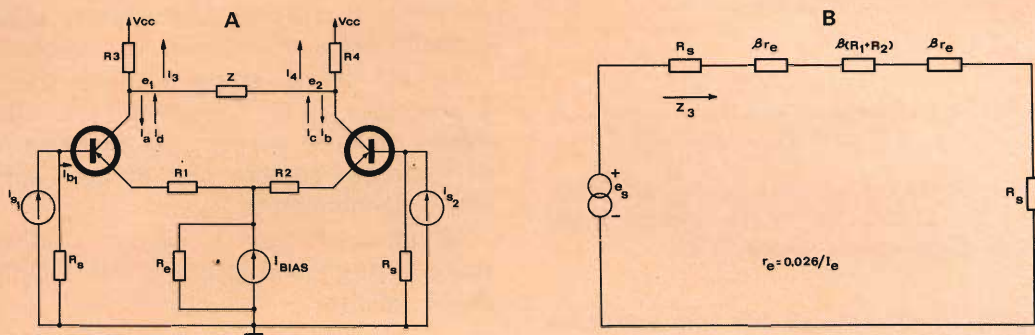 A
Vcc
Vcc
R3
I3
I4
R4
e1
Z
e2
Ia
Id
Ic
Ib
Ib1
R1
R2
is1
is2
Rs
Re
iBIAS
Rs
B
Rs
βre
β(R1+R2)
βre
Z3
+
es
-
Rs
re=0,026/Ie